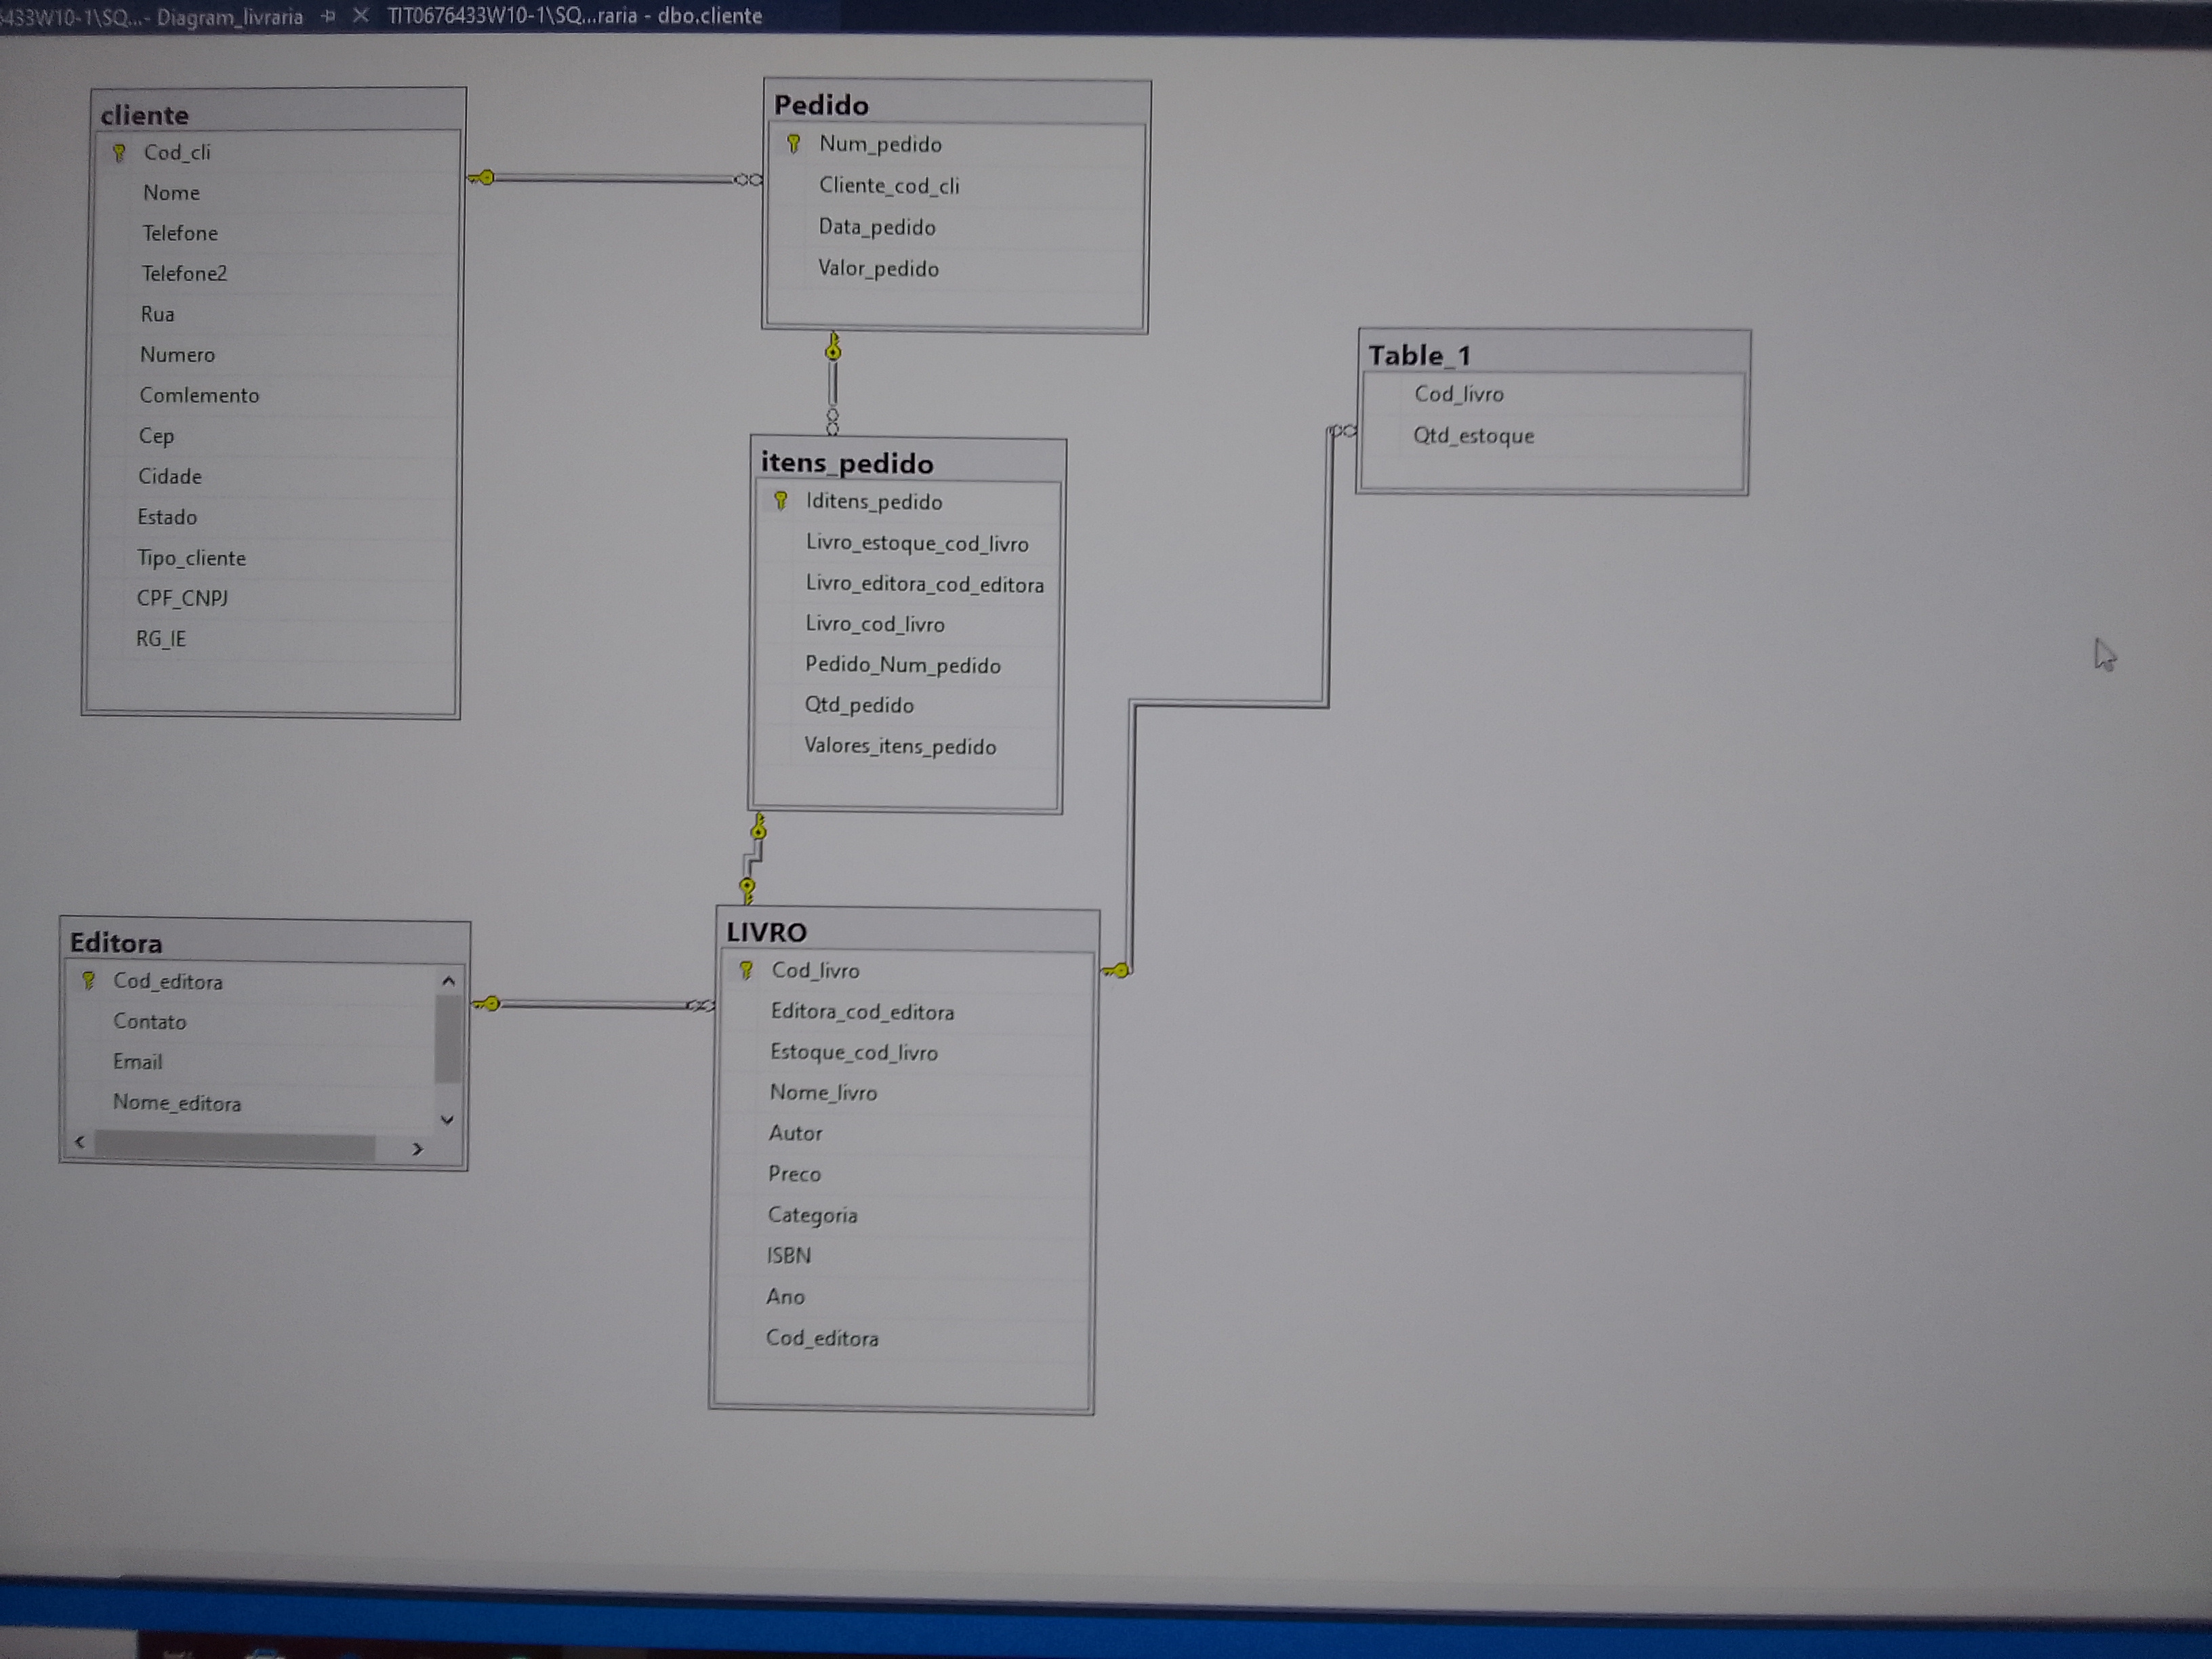 6433W10-1\SQ...- Diagram_livraria TIT0676433W10-1\SQ...raria - dbo.cliente
cliente
Cod_cli
Nome
Telefone
Telefone2
Rua
Numero
Comlemento
Cep
Cidade
Estado
Tipo_cliente
CPF_CNPJ
RG_IE
Pedido
Num_pedido
Cliente_cod_cli
Data_pedido
Valor_pedido
Table_1
Cod_livro
Qtd_estoque
itens_pedido
Iditens_pedido
Livro_estoque_cod_livro
Livro_editora_cod_editora
Livro_cod_livro
Pedido_Num_pedido
Qtd_pedido
Valores_itens_pedido
Editora
Cod_editora
Contato
Email
Nome_editora
LIVRO
Cod_livro
Editora_cod_editora
Estoque_cod_livro
Nome_livro
Autor
Preco
Categoria
ISBN
Ano
Cod_editora